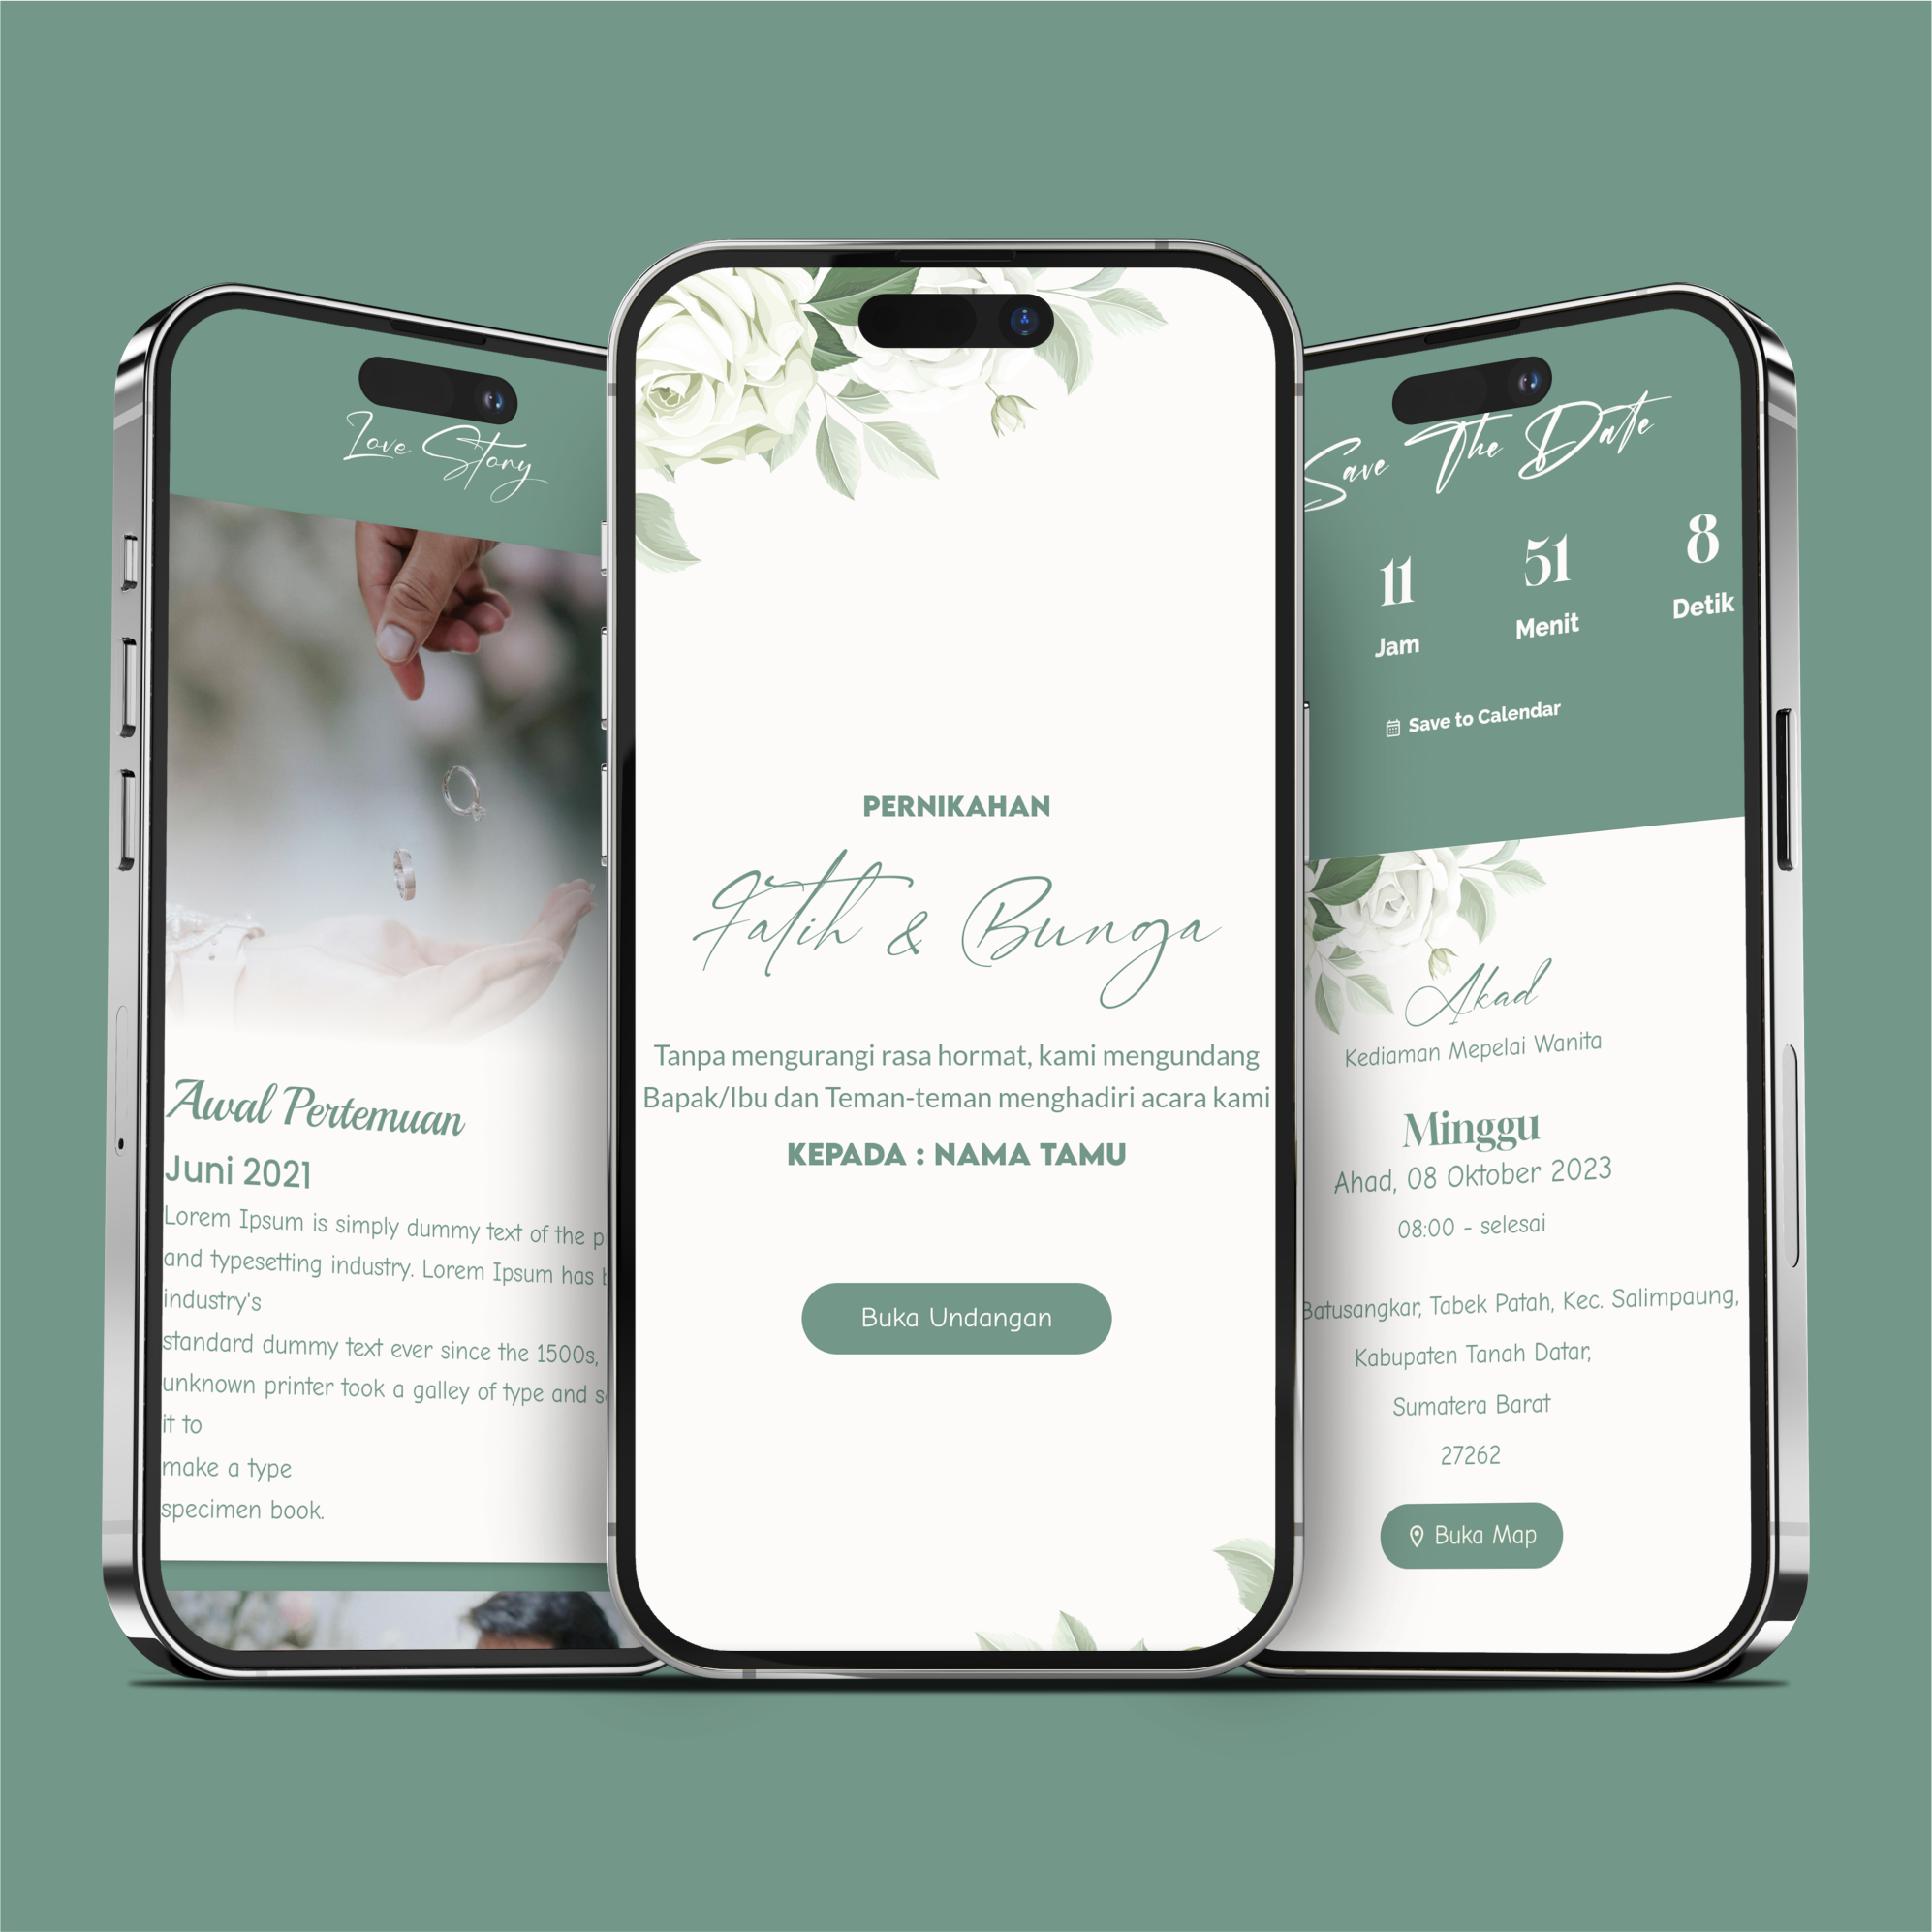 Love Story
Awal Pertemuan
Juni 2021
Lorem Ipsum is simply dummy text of the p
and typesetting industry. Lorem Ipsum has
industry's
standard dummy text ever since the 1500s,
unknown printer took a galley of type and s
it to
make a type
specimen book.
PERNIKAHAN
Fatih & Bunga
Tanpa mengurangi rasa hormat, kami mengundang
Bapak/Ibu dan Teman-teman menghadiri acara kami
KEPADA : NAMA TAMU
Buka Undangan
Save The Date
11 51 8
Jam Menit Detik
Save to Calendar
Akad
Kediaman Mepelai Wanita
Minggu
Ahad, 08 Oktober 2023
08:00 - selesai
Batusangkar, Tabek Patah, Kec. Salimpaung,
Kabupaten Tanah Datar,
Sumatera Barat
27262
Buka Map